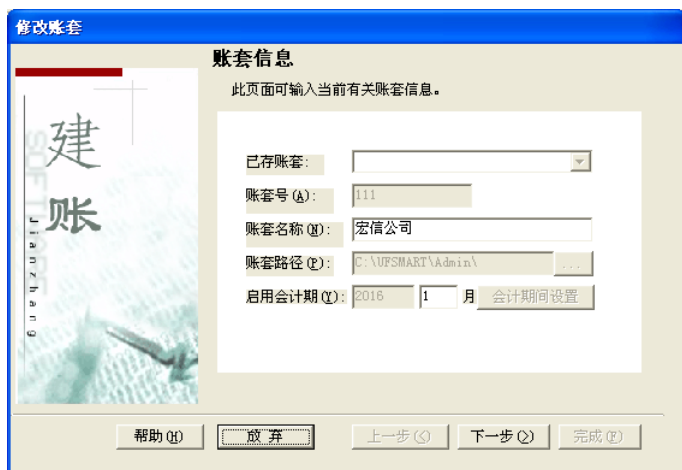 修改账套
账套信息
此页面可输入当前有关账套信息。
建
账
SOFTWARE
Jianzhang
已存账套:
账套号(A): 111
账套名称(N): 宏信公司
账套路径(P): C:\UFSMART\Admin\ ...
启用会计期(Y): 2016 1 月 会计期间设置
帮助(H) 放弃 上一步(<) 下一步(>) 完成(F)